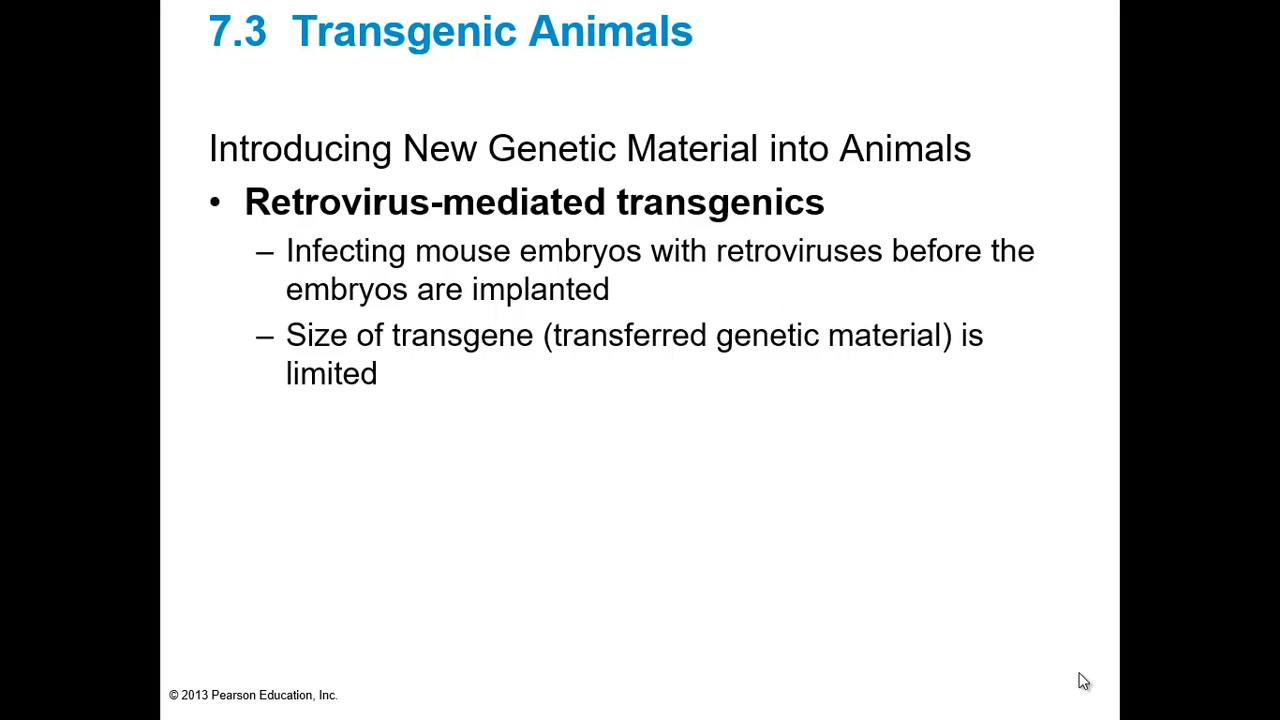 7.3 Transgenic Animals
Introducing New Genetic Material into Animals
• Retrovirus-mediated transgenics
– Infecting mouse embryos with retroviruses before the
embryos are implanted
– Size of transgene (transferred genetic material) is
limited
© 2013 Pearson Education, Inc.